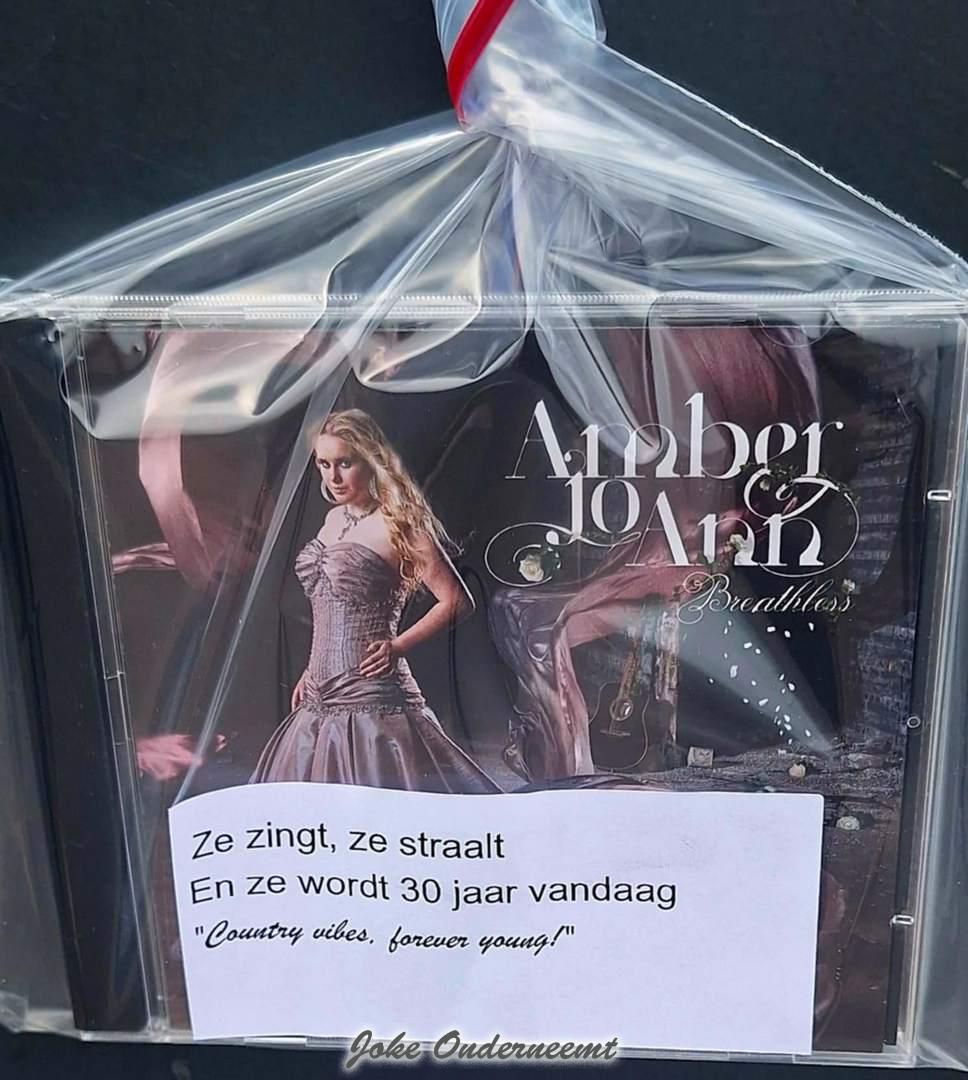 Amber
Jo Ann
Breathless
Ze zingt, ze straalt
En ze wordt 30 jaar vandaag
"Country vibes, forever young!"
Joke Onderneemt